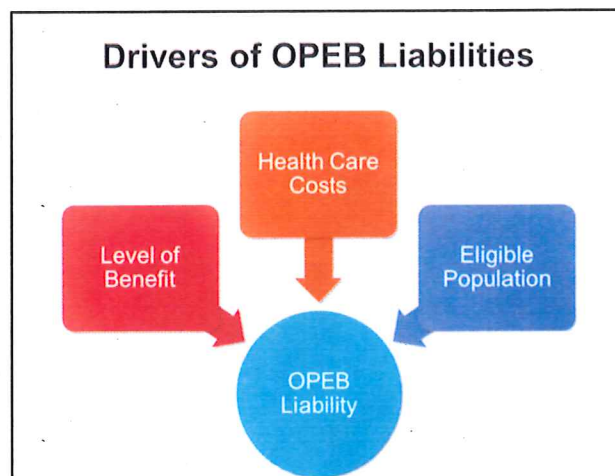 Drivers of OPEB Liabilities
Health Care
Costs
Level of
Benefit
Eligible
Population
OPEB
Liability